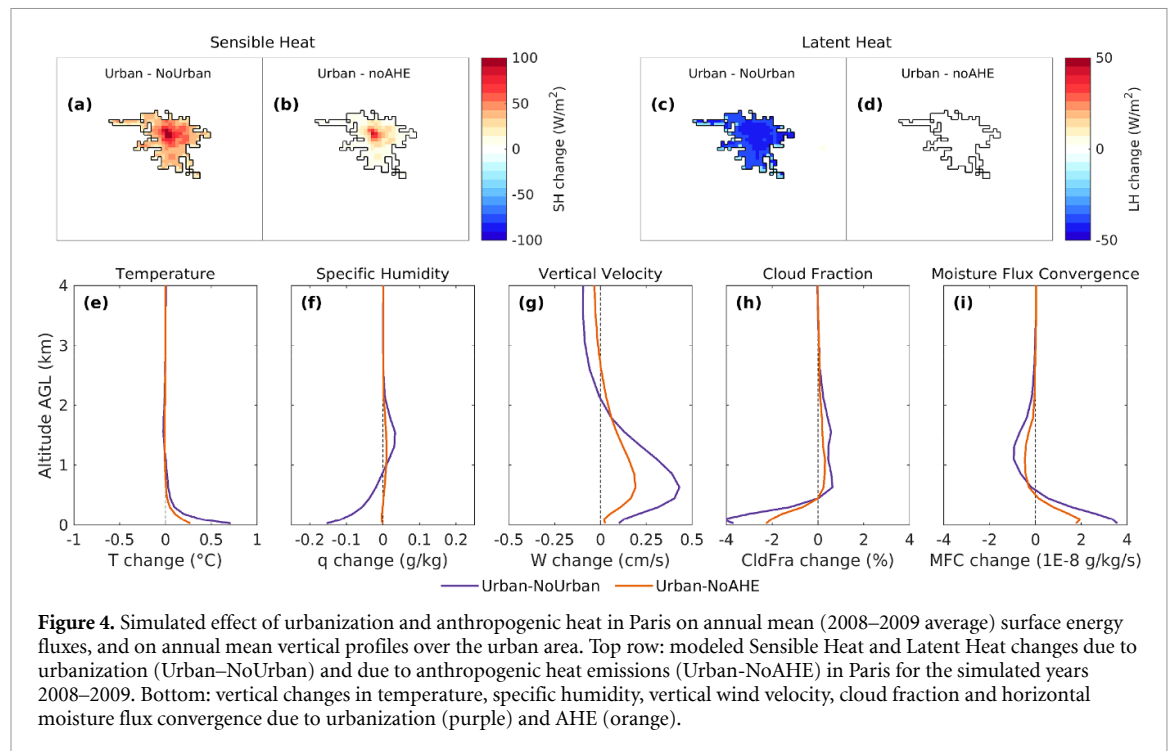 Sensible Heat
Latent Heat
Urban - NoUrban
Urban - noAHE
Urban - NoUrban
Urban - noAHE
(a)
(b)
(c)
(d)
100
50
0
-50
-100
SH change (W/m²)
50
0
-50
LH change (W/m²)
Temperature
Specific Humidity
Vertical Velocity
Cloud Fraction
Moisture Flux Convergence
(e)
(f)
(g)
(h)
(i)
Altitude AGL (km)
4
3
2
1
0
-1 -0.5 0 0.5 1
-0.2 -0.1 0 0.1 0.2
-0.5 -0.25 0 0.25 0.5
-4 -2 0 2 4
-4 -2 0 2 4
T change (°C)
q change (g/kg)
W change (cm/s)
CldFra change (%)
MFC change (1E-8 g/kg/s)
Urban-NoUrban
Urban-NoAHE
Figure 4. Simulated effect of urbanization and anthropogenic heat in Paris on annual mean (2008–2009 average) surface energy
fluxes, and on annual mean vertical profiles over the urban area. Top row: modeled Sensible Heat and Latent Heat changes due to
urbanization (Urban–NoUrban) and due to anthropogenic heat emissions (Urban-NoAHE) in Paris for the simulated years
2008–2009. Bottom: vertical changes in temperature, specific humidity, vertical wind velocity, cloud fraction and horizontal
moisture flux convergence due to urbanization (purple) and AHE (orange).